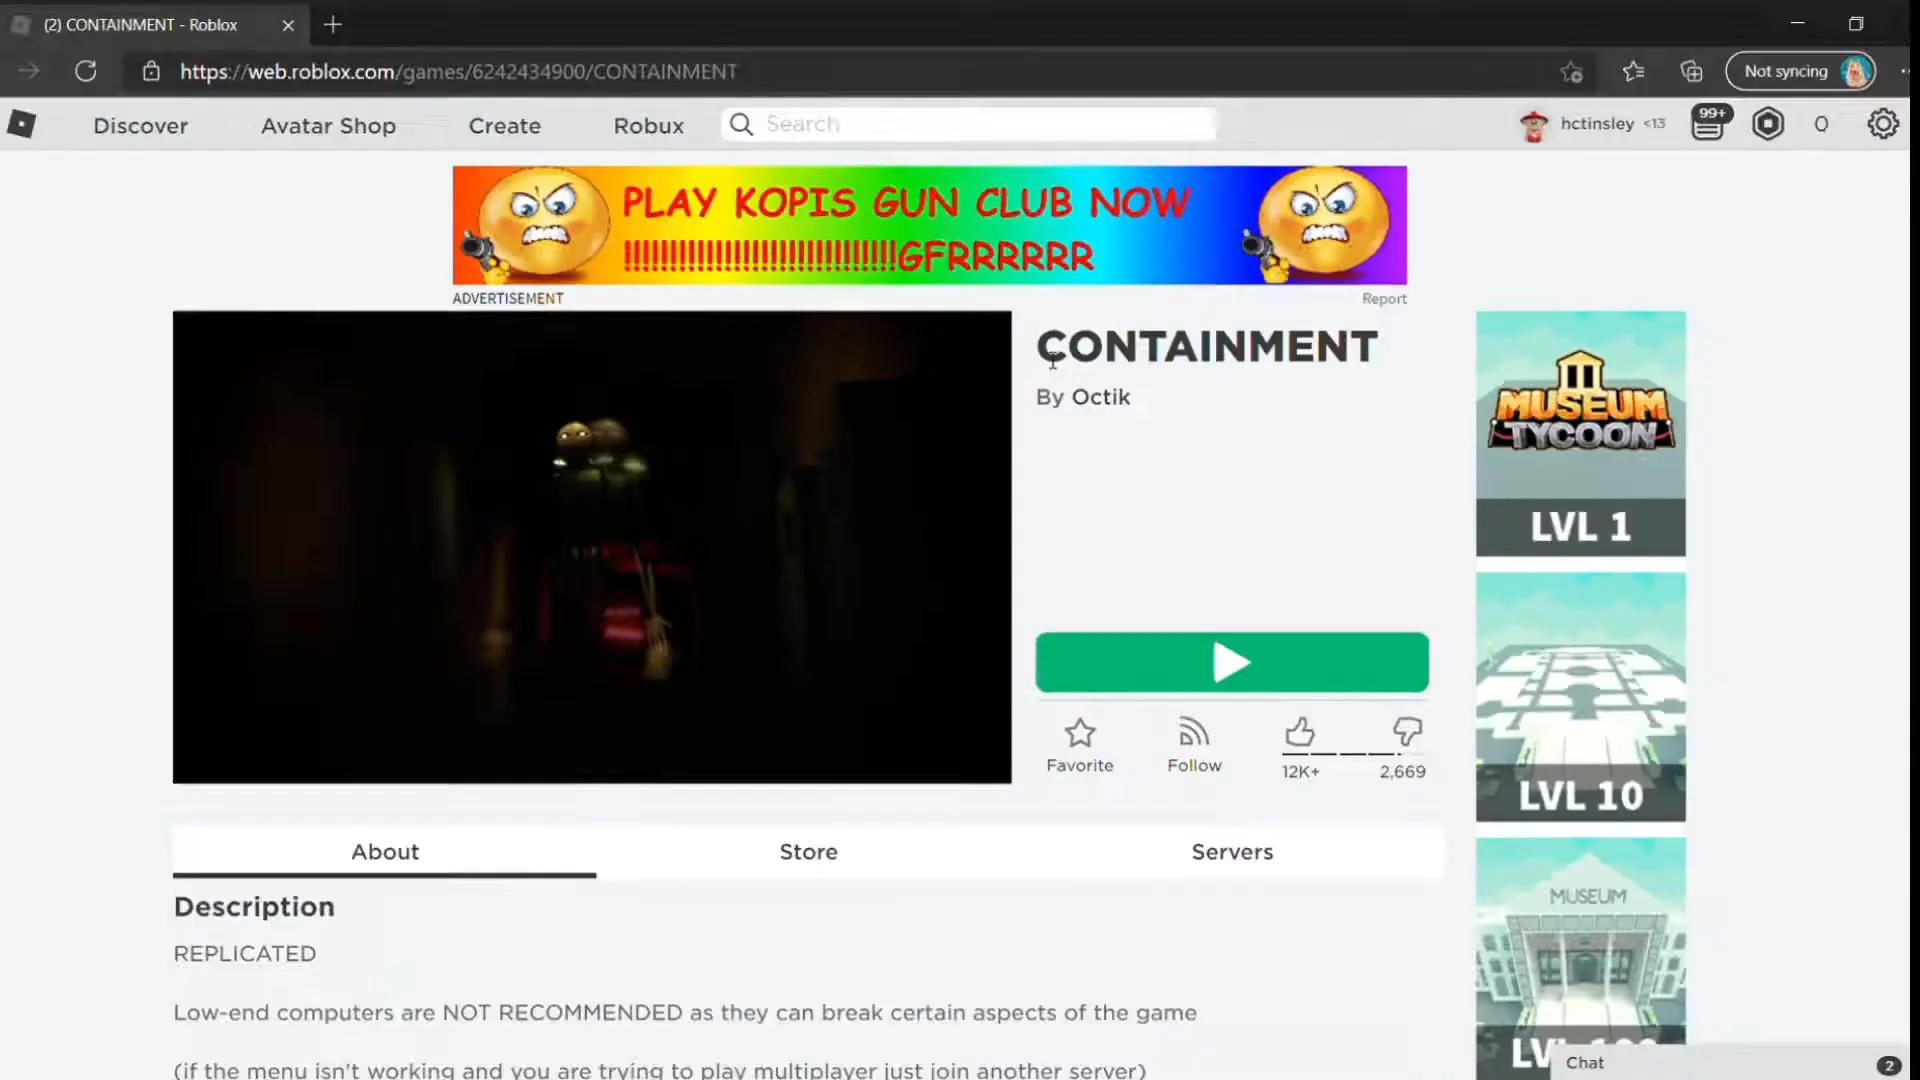 (2) CONTAINMENT - Roblox
https://web.roblox.com/games/6242434900/CONTAINMENT
Not syncing
Discover
Avatar Shop
Create
Robux
Search
hctinsley <13
99+
0
PLAY KOPIS GUN CLUB NOW
!!!!!!!!!!!!!!!!!!!!!!!!!!!!!!GFRRRRRR
ADVERTISEMENT
Report
CONTAINMENT
By Octik
Favorite
Follow
12K+
2,669
MUSEUM
TYCOON
LVL 1
LVL 10
MUSEUM
About
Store
Servers
Description
REPLICATED
Low-end computers are NOT RECOMMENDED as they can break certain aspects of the game
(if the menu isn't working and you are trying to play multiplayer just join another server)
Chat
2